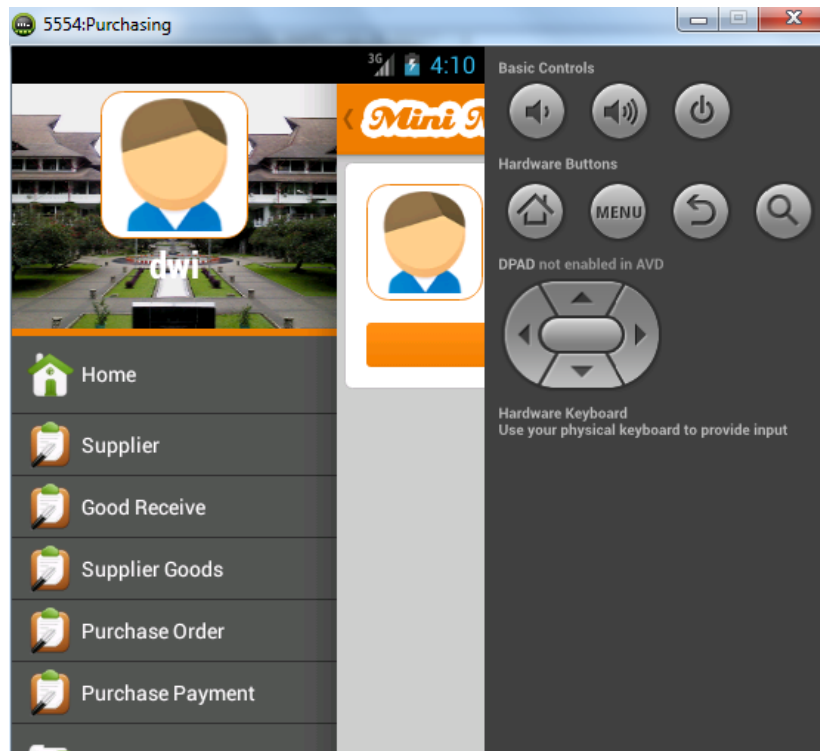 5554:Purchasing
3G 4:10
Mini
dwi
Home
Supplier
Good Receive
Supplier Goods
Purchase Order
Purchase Payment
Basic Controls
Hardware Buttons
MENU
DPAD not enabled in AVD
Hardware Keyboard
Use your physical keyboard to provide input